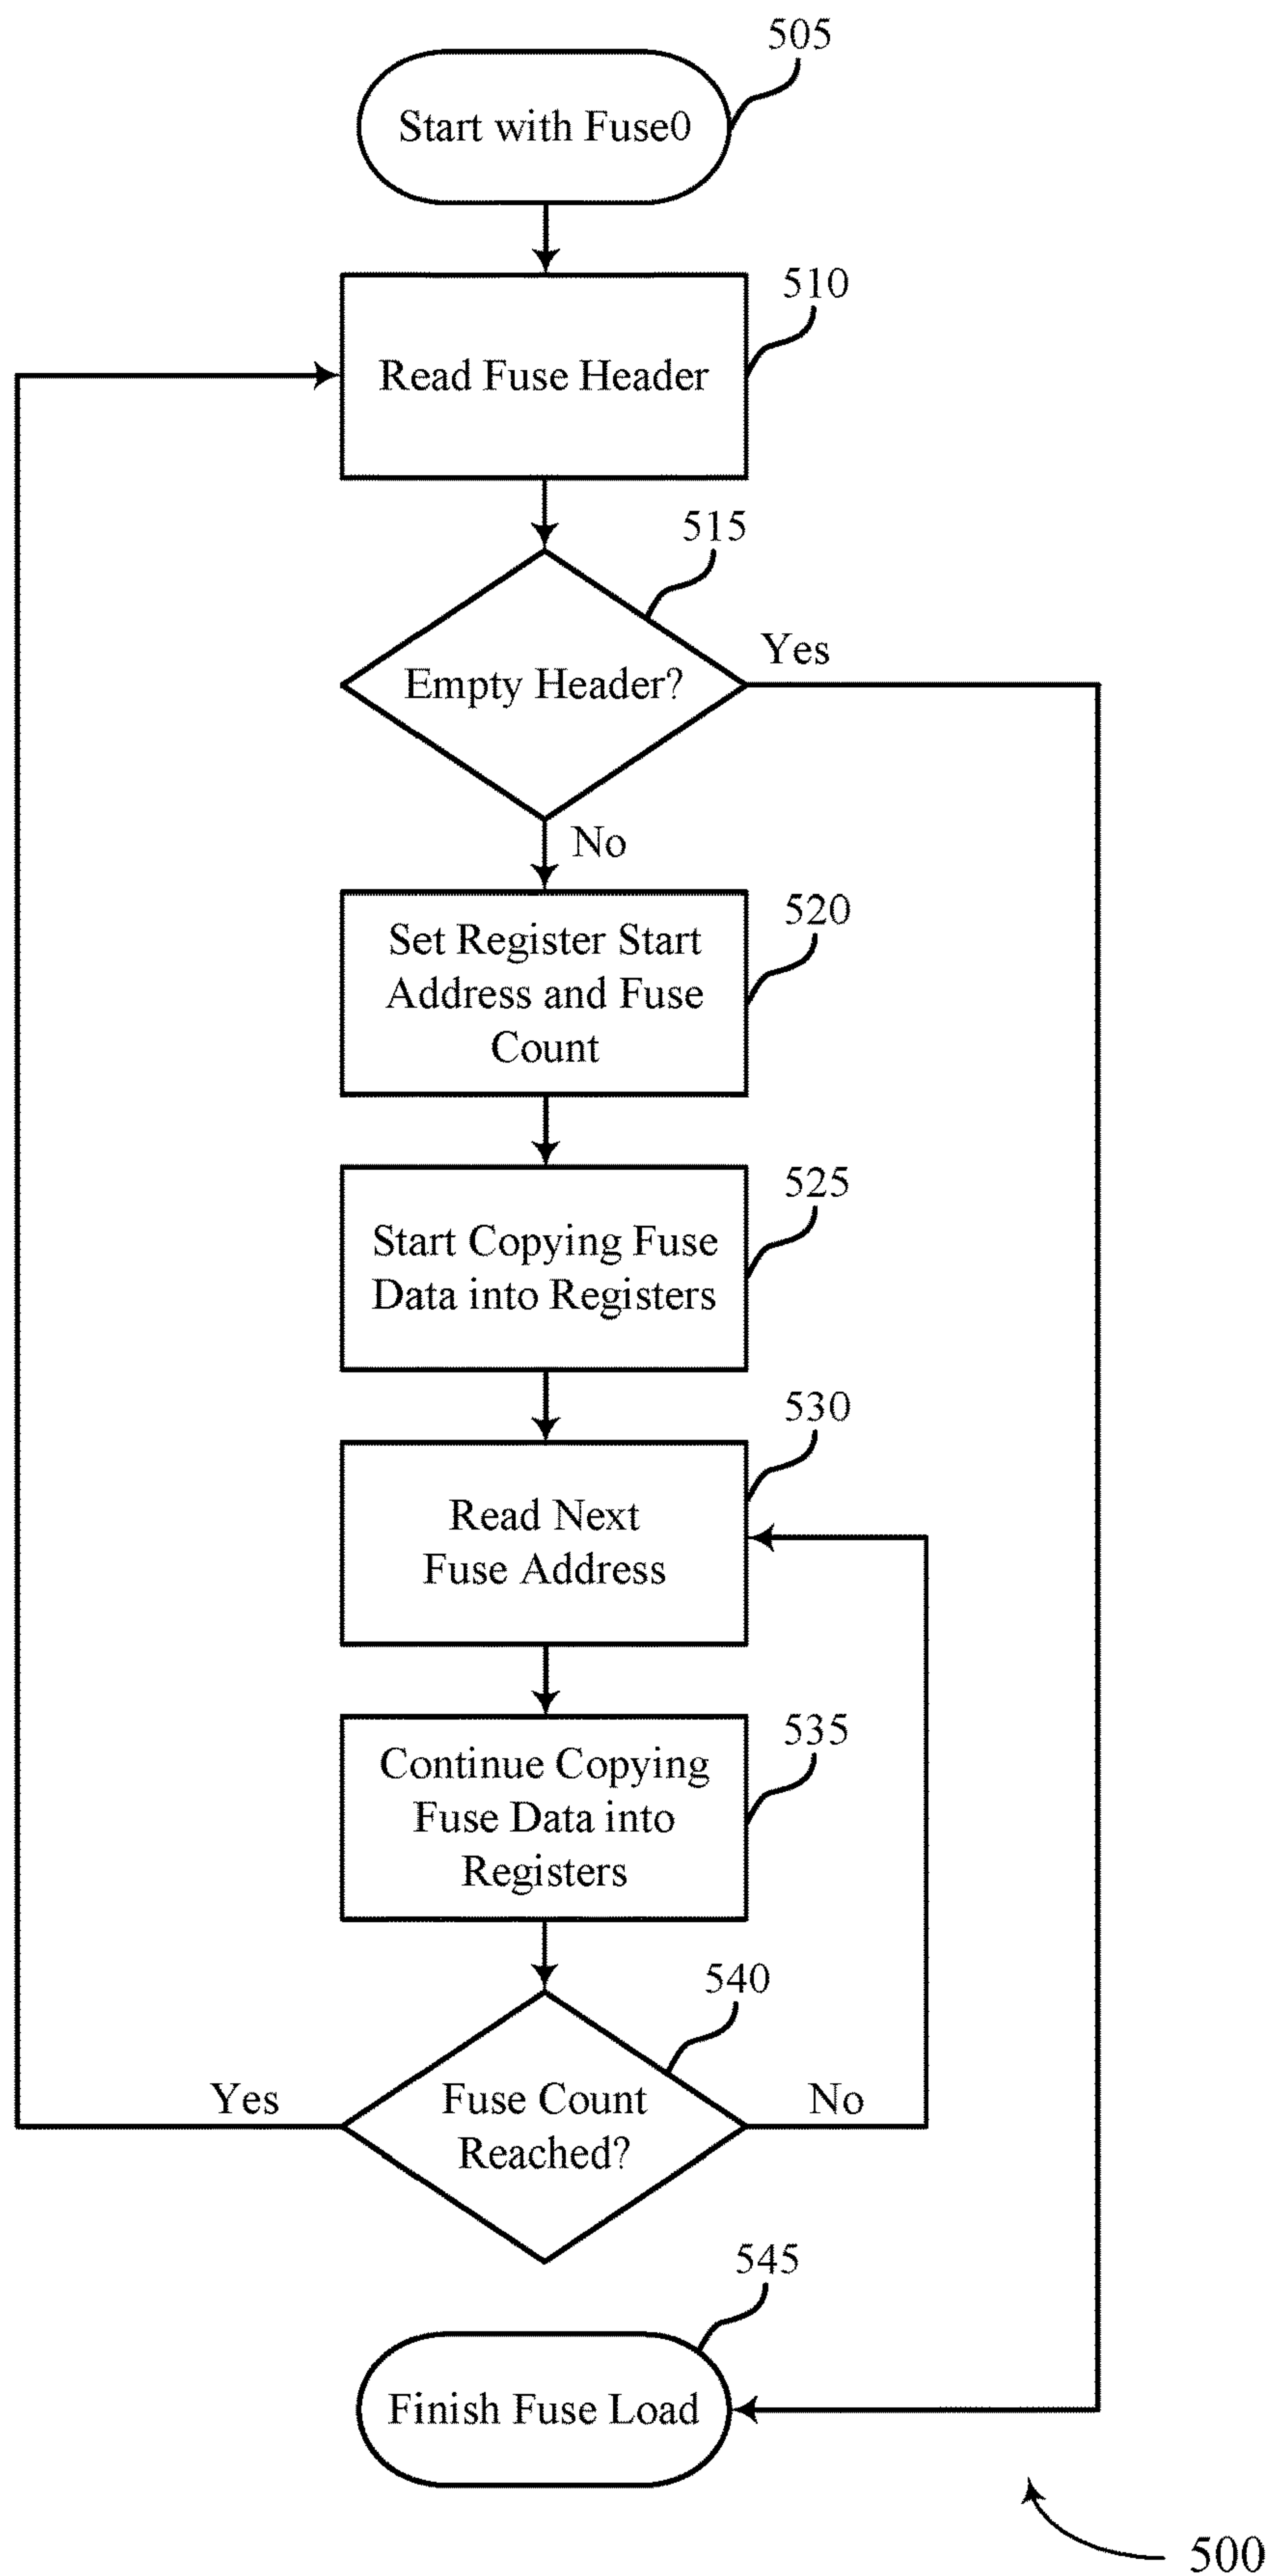 505
Start with Fuse0
510
Read Fuse Header
515
Empty Header?
Yes
No
520
Set Register Start
Address and Fuse
Count
525
Start Copying Fuse
Data into Registers
530
Read Next
Fuse Address
535
Continue Copying
Fuse Data into
Registers
540
Yes
Fuse Count
Reached?
No
545
Finish Fuse Load
500